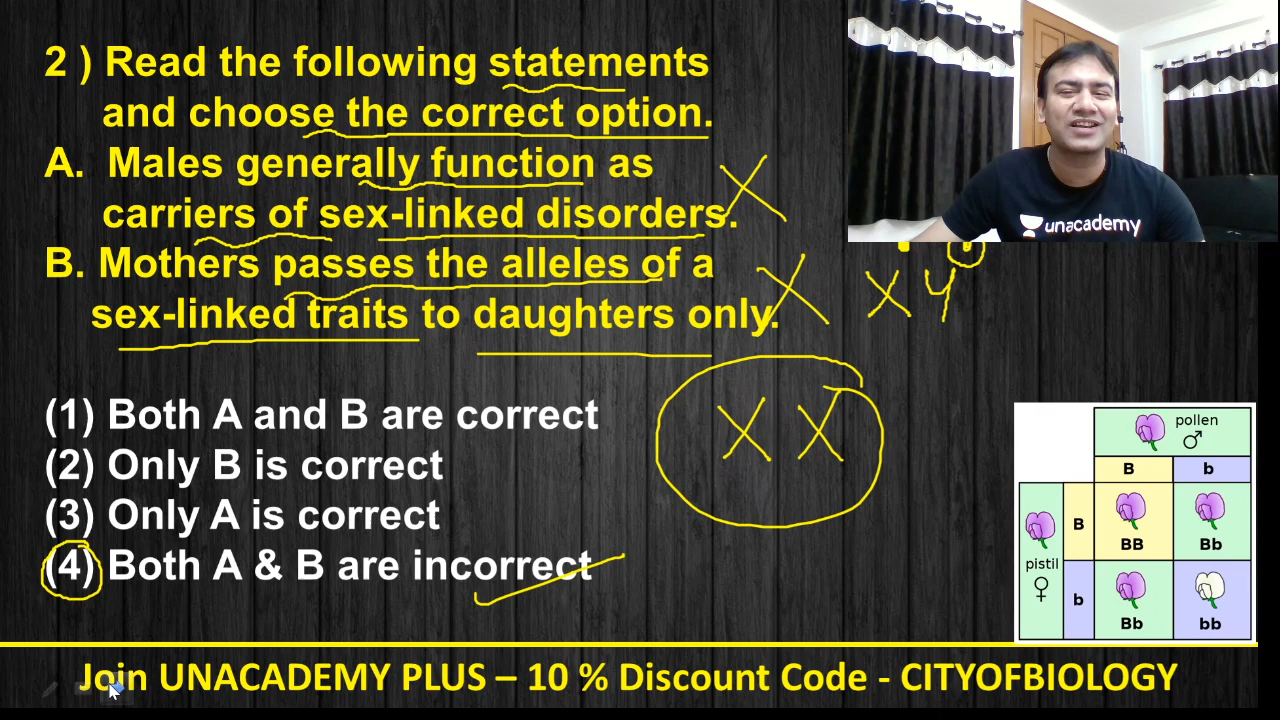 2 ) Read the following statements
and choose the correct option.
A. Males generally function as
carriers of sex-linked disorders.
B. Mothers passes the alleles of a
sex-linked traits to daughters only.
X
X
X Y
(1) Both A and B are correct
(2) Only B is correct
(3) Only A is correct
(4) Both A & B are incorrect
X X
unacademy
pollen
♂
B b
pistil
♀
B
BB Bb
b
Bb bb
Join UNACADEMY PLUS – 10 % Discount Code - CITYOFBIOLOGY